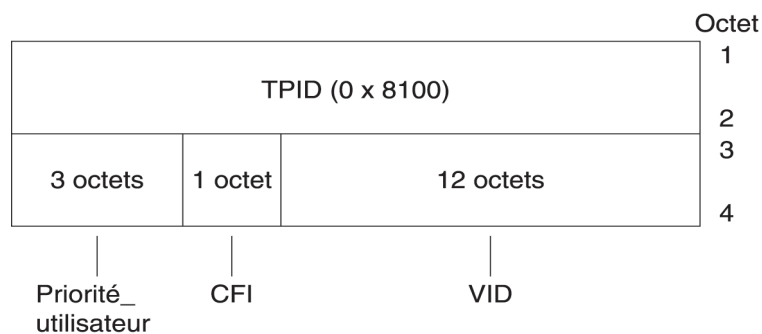 Octet
1
TPID (0 x 8100)
2
3
3 octets
1 octet
12 octets
4
Priorité_
utilisateur
CFI
VID